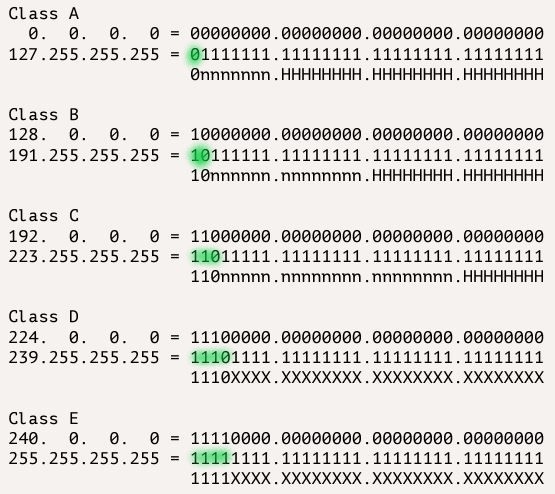 Class A
  0.  0.  0.  0 = 00000000.00000000.00000000.00000000
127.255.255.255 = 01111111.11111111.11111111.11111111
                  0nnnnnnn.HHHHHHHH.HHHHHHHH.HHHHHHHH
Class B
128.  0.  0.  0 = 10000000.00000000.00000000.00000000
191.255.255.255 = 10111111.11111111.11111111.11111111
                  10nnnnnn.nnnnnnnn.HHHHHHHH.HHHHHHHH
Class C
192.  0.  0.  0 = 11000000.00000000.00000000.00000000
223.255.255.255 = 11011111.11111111.11111111.11111111
                  110nnnnn.nnnnnnnn.nnnnnnnn.HHHHHHHH
Class D
224.  0.  0.  0 = 11100000.00000000.00000000.00000000
239.255.255.255 = 11101111.11111111.11111111.11111111
                  1110XXXX.XXXXXXXX.XXXXXXXX.XXXXXXXX
Class E
240.  0.  0.  0 = 11110000.00000000.00000000.00000000
255.255.255.255 = 11111111.11111111.11111111.11111111
                  1111XXXX.XXXXXXXX.XXXXXXXX.XXXXXXXX